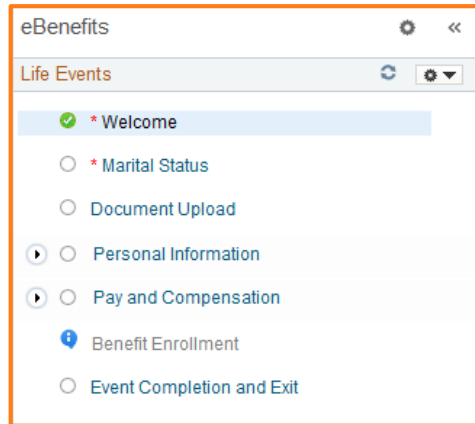 eBenefits
Life Events
* Welcome
* Marital Status
Document Upload
Personal Information
Pay and Compensation
Benefit Enrollment
Event Completion and Exit